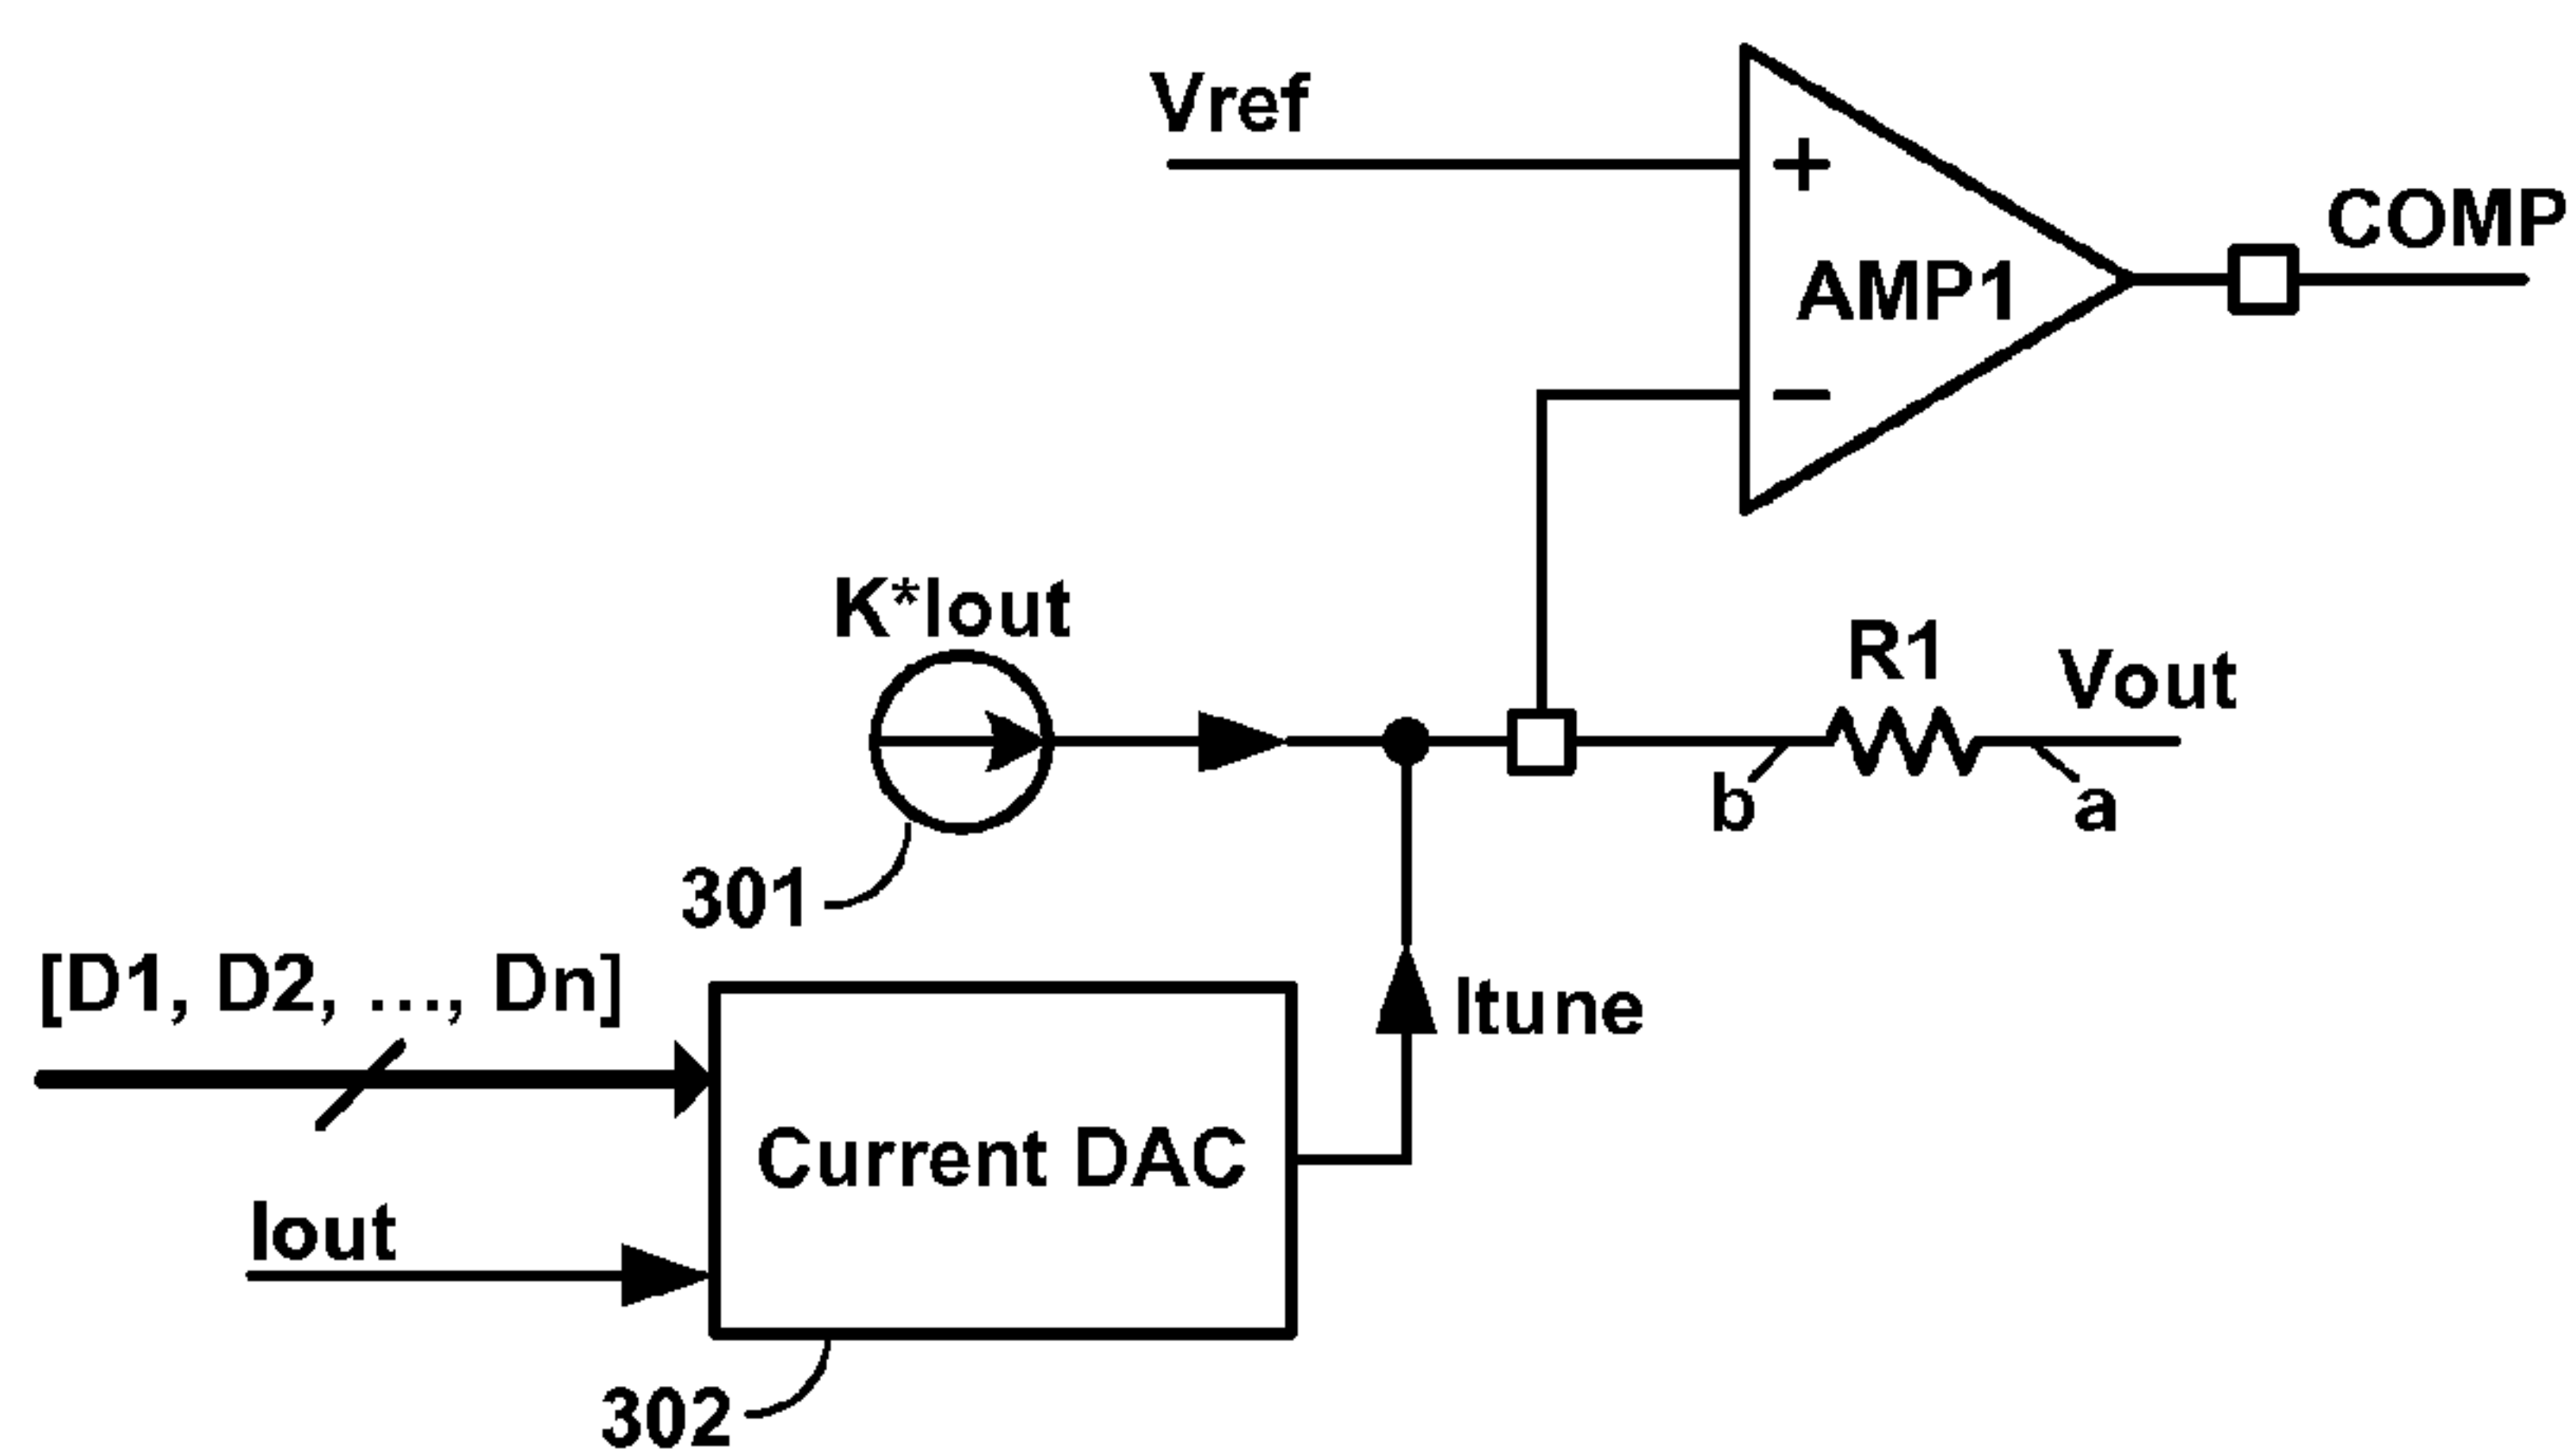 Vref
+
COMP
AMP1
−
K*Iout
R1
Vout
b
a
301
[D1, D2, ..., Dn]
Itune
Current DAC
Iout
302